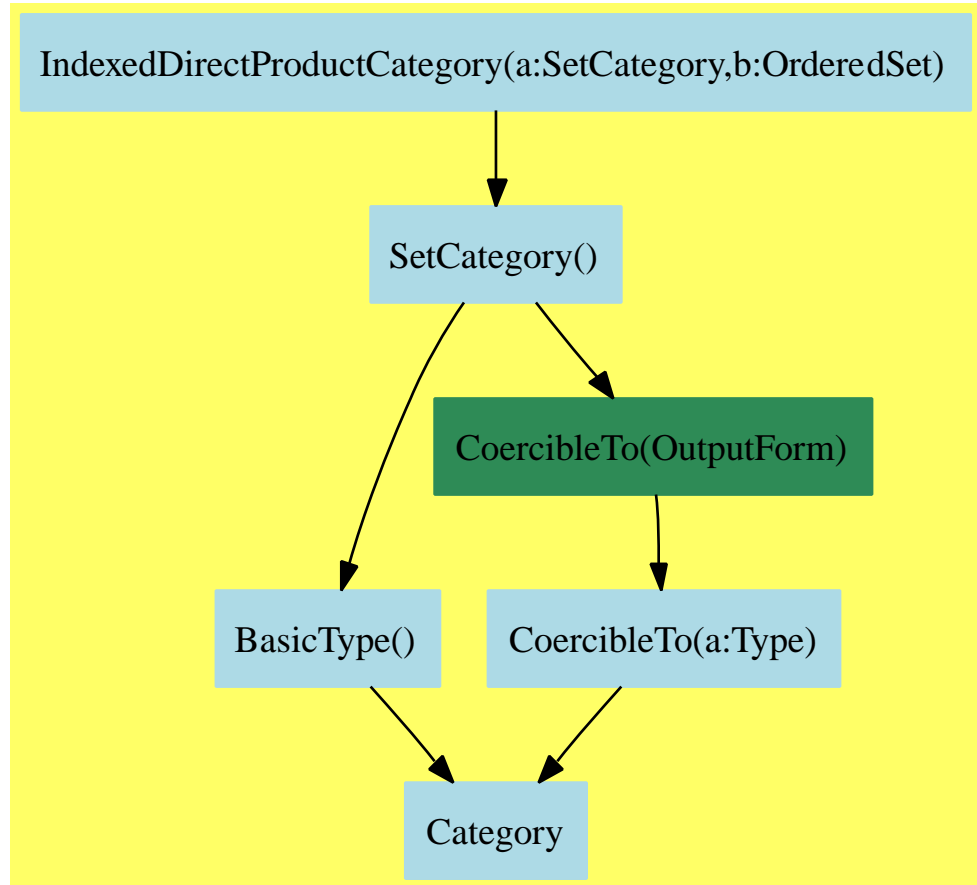 IndexedDirectProductCategory(a:SetCategory,b:OrderedSet)
SetCategory()
CoercibleTo(OutputForm)
BasicType()
CoercibleTo(a:Type)
Category